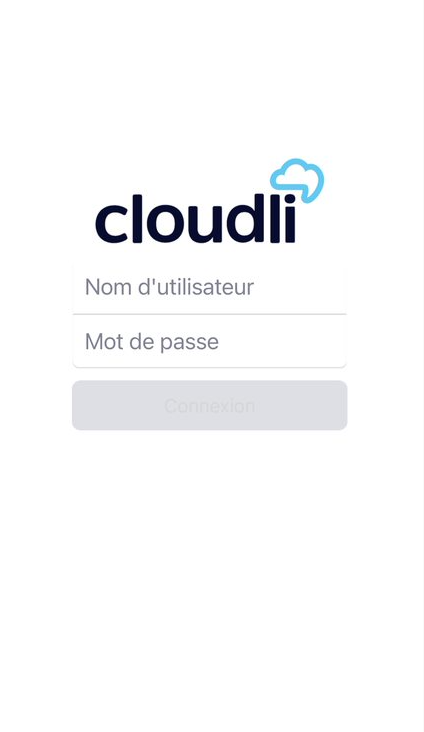 cloudli
Nom d'utilisateur
Mot de passe
Connexion